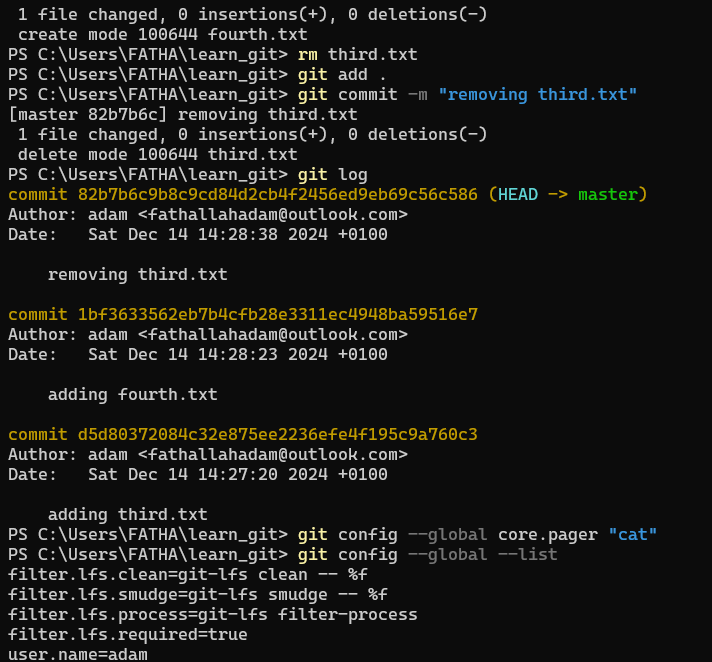 1 file changed, 0 insertions(+), 0 deletions(-)
create mode 100644 fourth.txt
PS C:\Users\FATHA\learn_git> rm third.txt
PS C:\Users\FATHA\learn_git> git add .
PS C:\Users\FATHA\learn_git> git commit -m "removing third.txt"
[master 82b7b6c] removing third.txt
1 file changed, 0 insertions(+), 0 deletions(-)
delete mode 100644 third.txt
PS C:\Users\FATHA\learn_git> git log
commit 82b7b6c9b8c9cd84d2cb4f2456ed9eb69c56c586 (HEAD -> master)
Author: adam <fathallahadam@outlook.com>
Date:   Sat Dec 14 14:28:38 2024 +0100
removing third.txt
commit 1bf3633562eb7b4cfb28e3311ec4948ba59516e7
Author: adam <fathallahadam@outlook.com>
Date:   Sat Dec 14 14:28:23 2024 +0100
adding fourth.txt
commit d5d80372084c32e875ee2236efe4f195c9a760c3
Author: adam <fathallahadam@outlook.com>
Date:   Sat Dec 14 14:27:20 2024 +0100
adding third.txt
PS C:\Users\FATHA\learn_git> git config --global core.pager "cat"
PS C:\Users\FATHA\learn_git> git config --global --list
filter.lfs.clean=git-lfs clean -- %f
filter.lfs.smudge=git-lfs smudge -- %f
filter.lfs.process=git-lfs filter-process
filter.lfs.required=true
user.name=adam